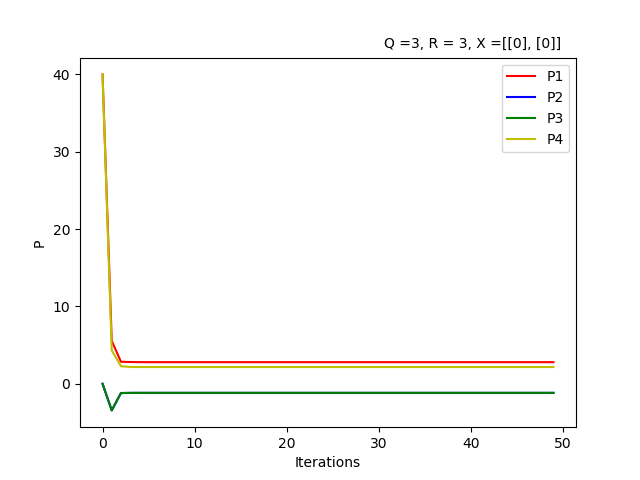 Q =3, R = 3, X =[[0], [0]]
P1
P2
P3
P4
40
30
20
10
0
P
0 10 20 30 40 50
Iterations